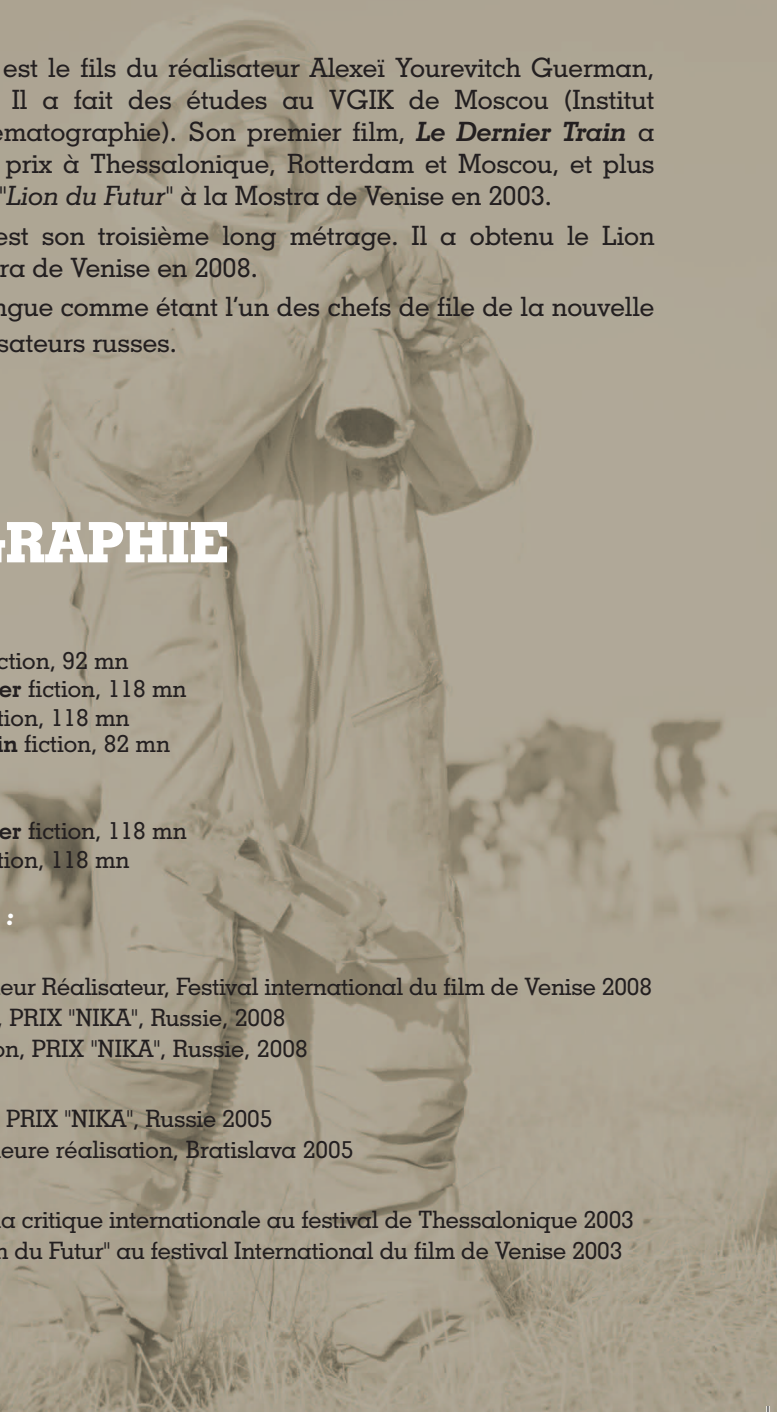 est le fils du réalisateur Alexeï Yourevitch Guerman,
Il a fait des études au VGIK de Moscou (Institut
ématographie). Son premier film, Le Dernier Train a
prix à Thessalonique, Rotterdam et Moscou, et plus
"Lion du Futur" à la Mostra de Venise en 2003.
est son troisième long métrage. Il a obtenu le Lion
ra de Venise en 2008.
ngue comme étant l'un des chefs de file de la nouvelle
sateurs russes.
GRAPHIE
ction, 92 mn
er fiction, 118 mn
tion, 118 mn
in fiction, 82 mn
er fiction, 118 mn
tion, 118 mn
:
eur Réalisateur, Festival international du film de Venise 2008
, PRIX "NIKA", Russie, 2008
on, PRIX "NIKA", Russie, 2008
PRIX "NIKA", Russie 2005
eure réalisation, Bratislava 2005
la critique internationale au festival de Thessalonique 2003
n du Futur" au festival International du film de Venise 2003